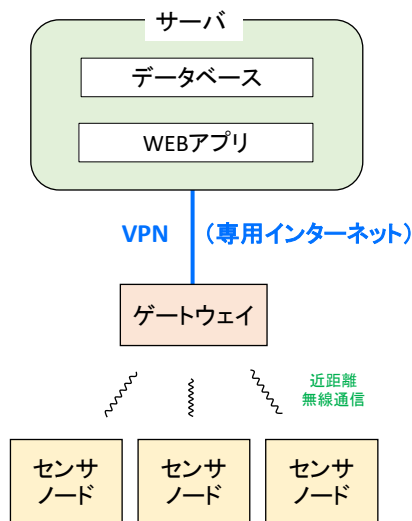 サーバ
データベース
WEBアプリ
VPN （専用インターネット）
ゲートウェイ
近距離
無線通信
センサ
ノード
センサ
ノード
センサ
ノード